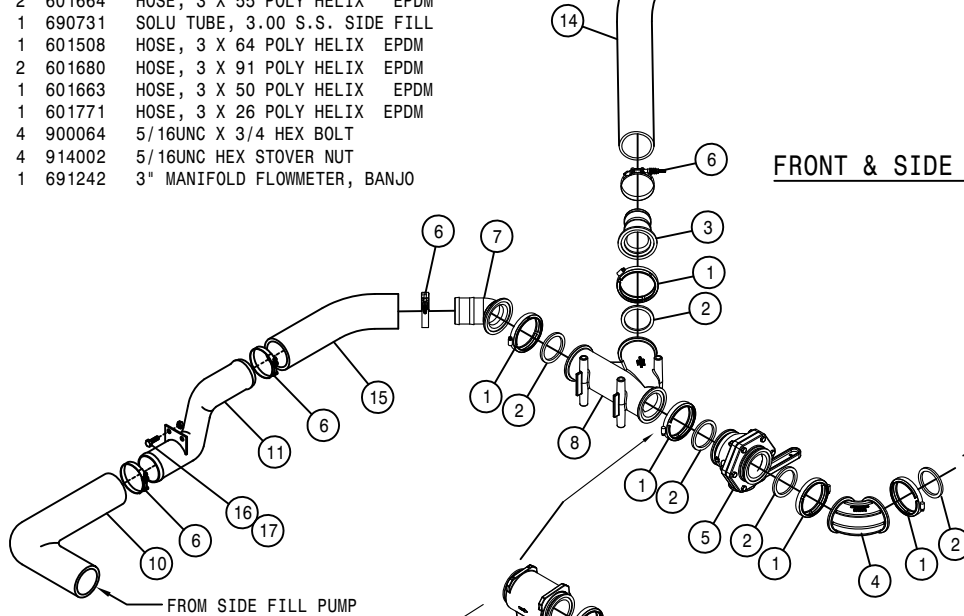 2 601664 HOSE, 3 X 55 POLY HELIX EPDM
1 690731 SOLU TUBE, 3.00 S.S. SIDE FILL
1 601508 HOSE, 3 X 64 POLY HELIX EPDM
2 601680 HOSE, 3 X 91 POLY HELIX EPDM
1 601663 HOSE, 3 X 50 POLY HELIX EPDM
1 601771 HOSE, 3 X 26 POLY HELIX EPDM
4 900064 5/16UNC X 3/4 HEX BOLT
4 914002 5/16UNC HEX STOVER NUT
1 691242 3" MANIFOLD FLOWMETER, BANJO
14
6
FRONT & SIDE
3
1
2
6
7
15
6
11
1
2
8
1
2
5
2
1
4
1
2
16
17
6
10
FROM SIDE FILL PUMP